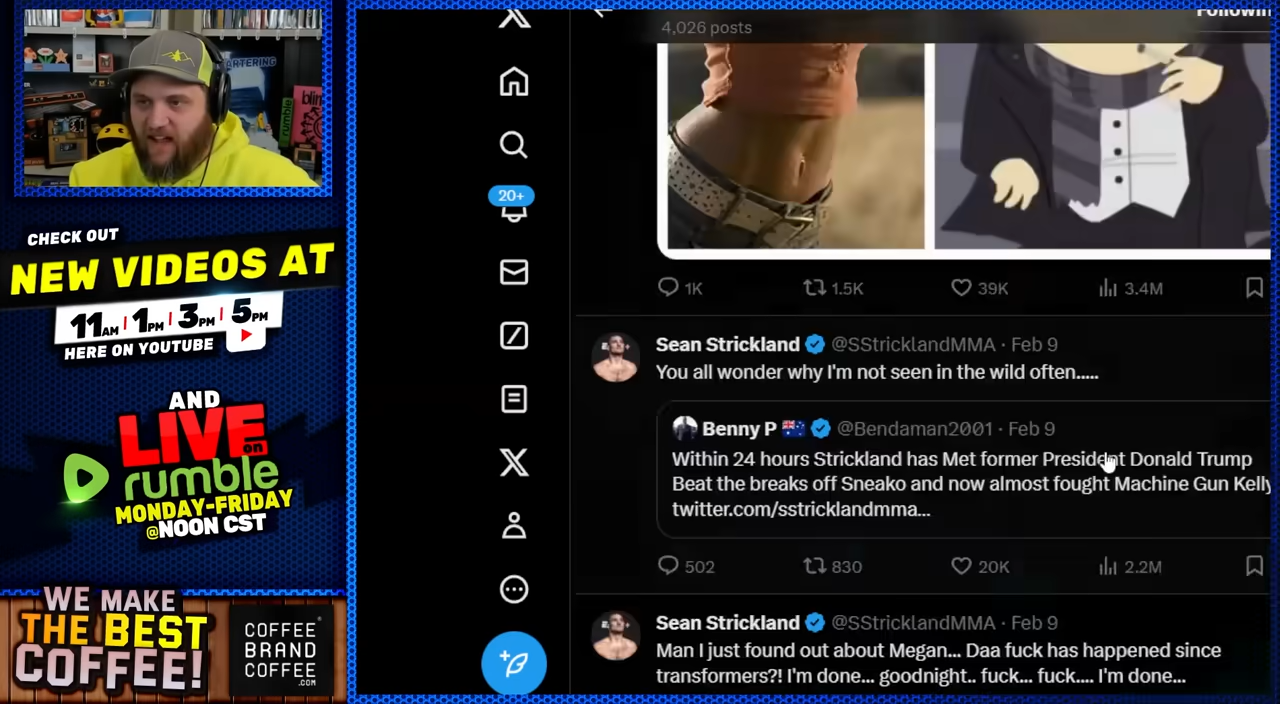 ARTERING
rumble
blin
CHECK OUT
NEW VIDEOS AT
11AM | 1PM | 3PM | 5PM
HERE ON YOUTUBE
AND
LIVE on
rumble
MONDAY-FRIDAY
@NOON CST
WE MAKE
THE BEST
COFFEE!
COFFEE
BRAND
COFFEE
.COM
20+
Followin
4,026 posts
1K 1.5K 39K 3.4M
Sean Strickland @SStricklandMMA · Feb 9
You all wonder why I'm not seen in the wild often.....
Benny P @Bendaman2001 · Feb 9
Within 24 hours Strickland has Met former President Donald Trump
Beat the breaks off Sneako and now almost fought Machine Gun Kelly
twitter.com/sstricklandmma...
502 830 20K 2.2M
Sean Strickland @SStricklandMMA · Feb 9
Man I just found out about Megan... Daa fuck has happened since
transformers?! I'm done... goodnight.. fuck... fuck.... I'm done...